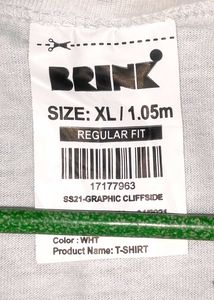 BRINK
SIZE: XL / 1.05m
REGULAR FIT
17177963
SS21-GRAPHIC CLIFFSIDE
Color : WHT
Product Name: T-SHIRT